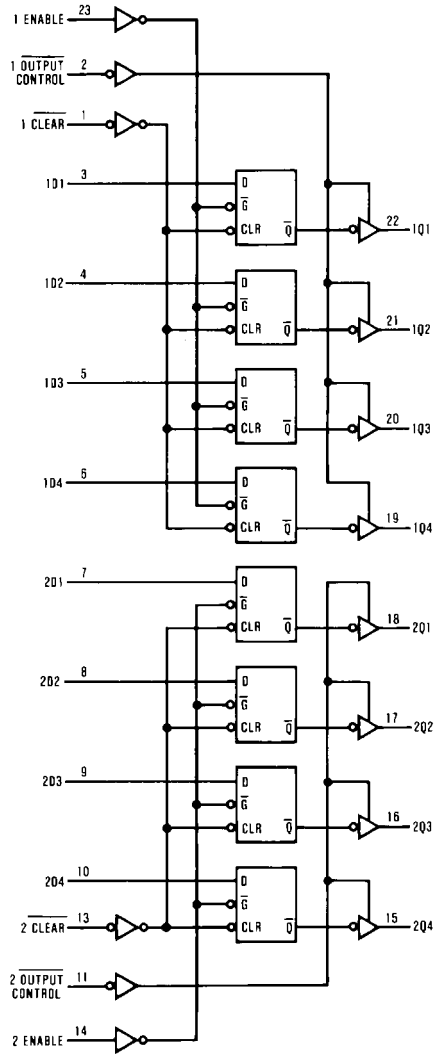 23
1 ENABLE
1 OUTPUT
CONTROL
2
1 CLEAR
1
1D1
3
D
G
CLR
Q
22
1Q1
1D2
4
D
G
CLR
Q
21
1Q2
1D3
5
D
G
CLR
Q
20
1Q3
1D4
6
D
G
CLR
Q
19
1Q4
2D1
7
D
G
CLR
Q
18
2Q1
2D2
8
D
G
CLR
Q
17
2Q2
2D3
9
D
G
CLR
Q
16
2Q3
2D4
10
D
G
CLR
Q
15
2Q4
2 CLEAR
13
2 OUTPUT
CONTROL
11
2 ENABLE
14